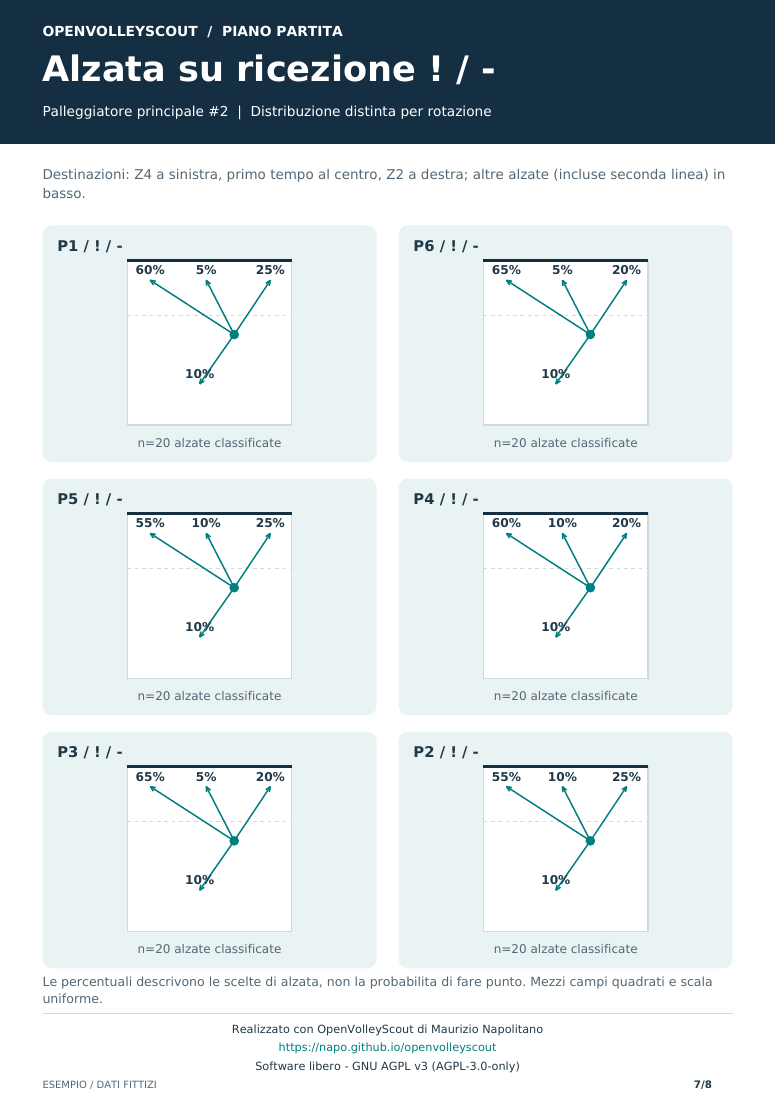 OPENVOLLEYSCOUT / PIANO PARTITA
Alzata su ricezione ! / -
Palleggiatore principale #2 | Distribuzione distinta per rotazione
Destinazioni: Z4 a sinistra, primo tempo al centro, Z2 a destra; altre alzate (incluse seconda linea) in
basso.
P1 / ! / -
60% 5% 25%
10%
n=20 alzate classificate
P6 / ! / -
65% 5% 20%
10%
n=20 alzate classificate
P5 / ! / -
55% 10% 25%
10%
n=20 alzate classificate
P4 / ! / -
60% 10% 20%
10%
n=20 alzate classificate
P3 / ! / -
65% 5% 20%
10%
n=20 alzate classificate
P2 / ! / -
55% 10% 25%
10%
n=20 alzate classificate
Le percentuali descrivono le scelte di alzata, non la probabilita di fare punto. Mezzi campi quadrati e scala
uniforme.
Realizzato con OpenVolleyScout di Maurizio Napolitano
https://napo.github.io/openvolleyscout
Software libero - GNU AGPL v3 (AGPL-3.0-only)
ESEMPIO / DATI FITTIZI 7/8